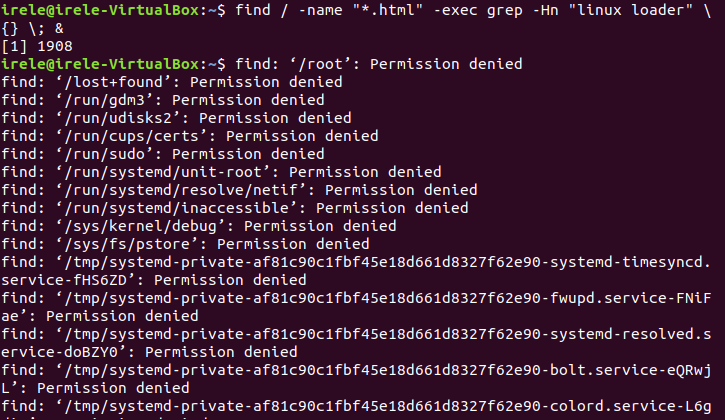 irele@irele-VirtualBox:~$ find / -name "*.html" -exec grep -Hn "linux loader" \
{} \; &
[1] 1908
irele@irele-VirtualBox:~$ find: ‘/root’: Permission denied
find: ‘/lost+found’: Permission denied
find: ‘/run/gdm3’: Permission denied
find: ‘/run/udisks2’: Permission denied
find: ‘/run/cups/certs’: Permission denied
find: ‘/run/sudo’: Permission denied
find: ‘/run/systemd/unit-root’: Permission denied
find: ‘/run/systemd/resolve/netif’: Permission denied
find: ‘/run/systemd/inaccessible’: Permission denied
find: ‘/sys/kernel/debug’: Permission denied
find: ‘/sys/fs/pstore’: Permission denied
find: ‘/tmp/systemd-private-af81c90c1fbf45e18d661d8327f62e90-systemd-timesyncd.
service-fHS6ZD’: Permission denied
find: ‘/tmp/systemd-private-af81c90c1fbf45e18d661d8327f62e90-fwupd.service-FNiF
ae’: Permission denied
find: ‘/tmp/systemd-private-af81c90c1fbf45e18d661d8327f62e90-systemd-resolved.s
ervice-doBZY0’: Permission denied
find: ‘/tmp/systemd-private-af81c90c1fbf45e18d661d8327f62e90-bolt.service-eQRwj
L’: Permission denied
find: ‘/tmp/systemd-private-af81c90c1fbf45e18d661d8327f62e90-colord.service-L6g